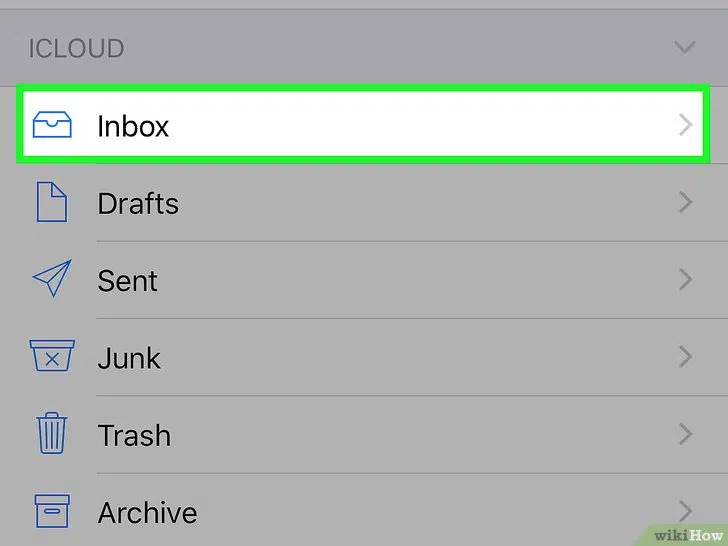 ICLOUD
Inbox
Drafts
Sent
Junk
Trash
Archive
wikiHow